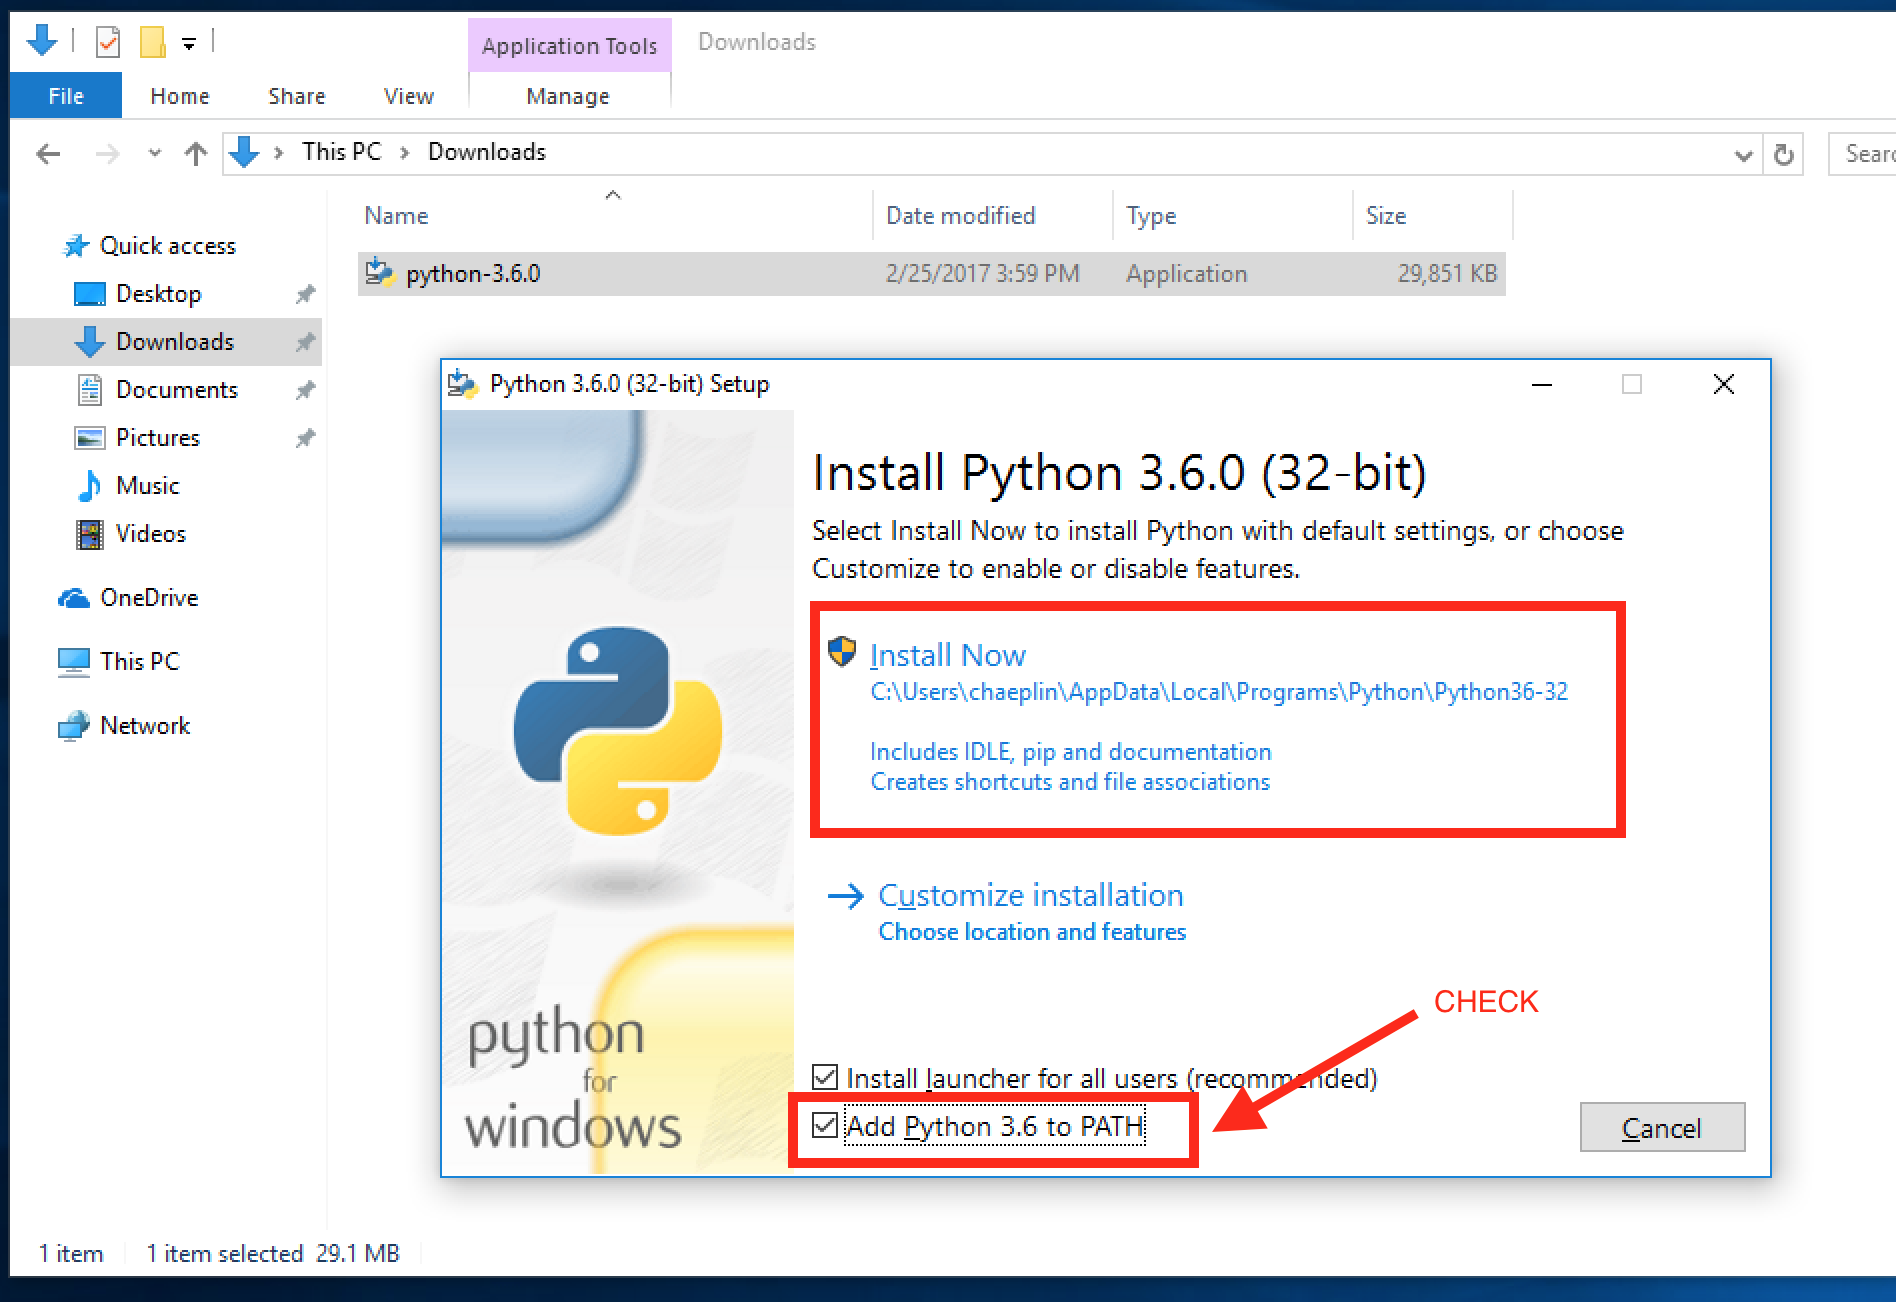 Application Tools
Downloads
File
Home
Share
View
Manage
This PC
Downloads
Name
Date modified
Type
Size
Quick access
Desktop
Downloads
Documents
Pictures
Music
Videos
OneDrive
This PC
Network
python-3.6.0
2/25/2017 3:59 PM
Application
29,851 KB
Python 3.6.0 (32-bit) Setup
Install Python 3.6.0 (32-bit)
Select Install Now to install Python with default settings, or choose
Customize to enable or disable features.
Install Now
C:\Users\chaeplin\AppData\Local\Programs\Python\Python36-32
Includes IDLE, pip and documentation
Creates shortcuts and file associations
Customize installation
Choose location and features
CHECK
python
for
windows
Install launcher for all users (recommended)
Add Python 3.6 to PATH
Cancel
1 item
1 item selected 29.1 MB